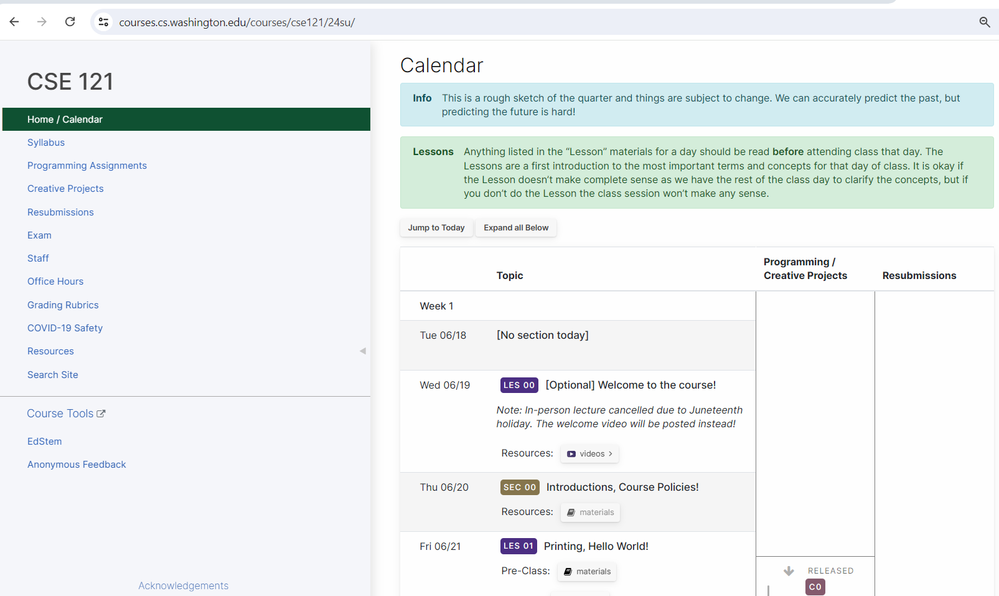 courses.cs.washington.edu/courses/cse121/24su/
CSE 121
Home / Calendar
Syllabus
Programming Assignments
Creative Projects
Resubmissions
Exam
Staff
Office Hours
Grading Rubrics
COVID-19 Safety
Resources
Search Site
Course Tools
EdStem
Anonymous Feedback
Acknowledgements
Calendar
Info This is a rough sketch of the quarter and things are subject to change. We can accurately predict the past, but
predicting the future is hard!
Lessons Anything listed in the “Lesson” materials for a day should be read before attending class that day. The
Lessons are a first introduction to the most important terms and concepts for that day of class. It is okay if
the Lesson doesn’t make complete sense as we have the rest of the class day to clarify the concepts, but if
you don’t do the Lesson the class session won’t make any sense.
Jump to Today Expand all Below
Topic Programming /
Creative Projects Resubmissions
Week 1
Tue 06/18 [No section today]
Wed 06/19 LES 00 [Optional] Welcome to the course!
Note: In-person lecture cancelled due to Juneteenth
holiday. The welcome video will be posted instead!
Resources: videos
Thu 06/20 SEC 00 Introductions, Course Policies!
Resources: materials
Fri 06/21 LES 01 Printing, Hello World!
Pre-Class: materials
RELEASED
C0